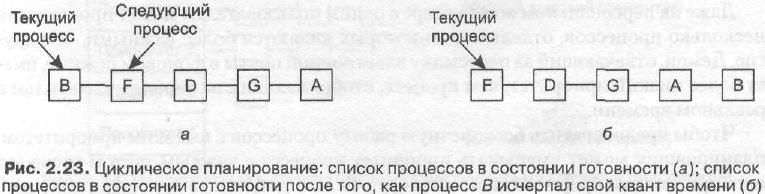 Текущий процесс
Следующий процесс
B F D G A
а
Текущий процесс
F D G A B
б
Рис. 2.23. Циклическое планирование: список процессов в состоянии готовности (а); список
процессов в состоянии готовности после того, как процесс B исчерпал свой квант времени (б)